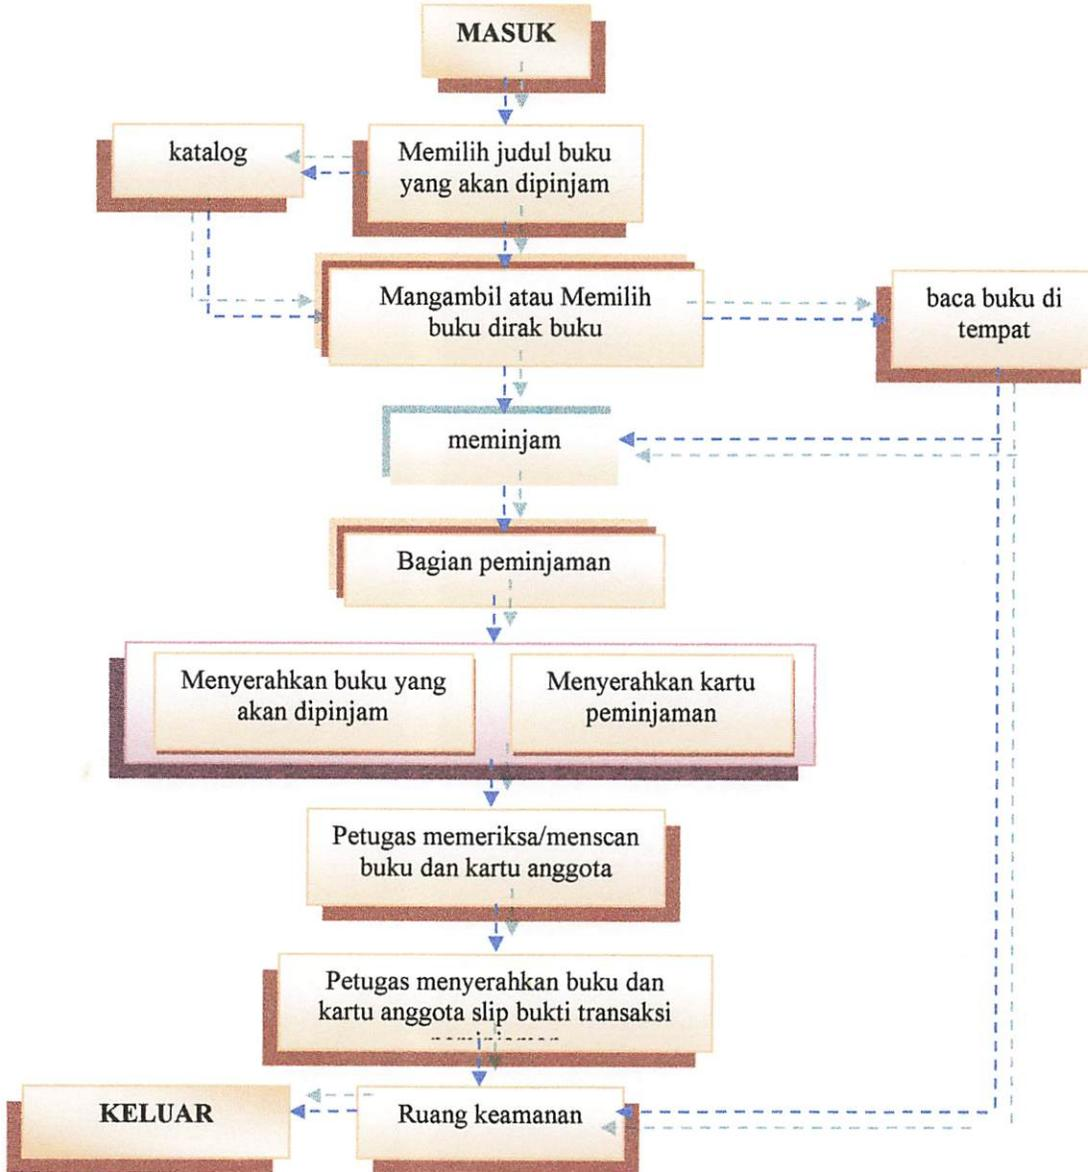 MASUK
katalog
Memilih judul buku
yang akan dipinjam
Mangambil atau Memilih
buku dirak buku
baca buku di
tempat
meminjam
Bagian peminjaman
Menyerahkan buku yang
akan dipinjam
Menyerahkan kartu
peminjaman
Petugas memeriksa/menscan
buku dan kartu anggota
Petugas menyerahkan buku dan
kartu anggota slip bukti transaksi
KELUAR
Ruang keamanan